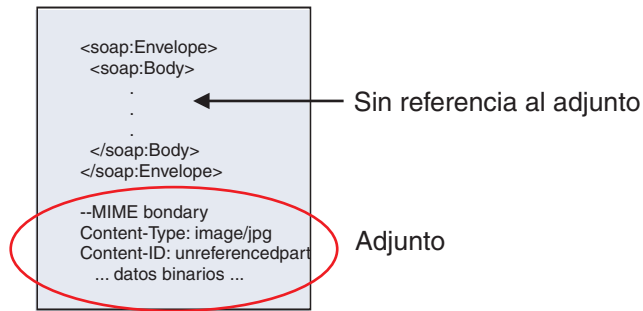 <soap:Envelope>
<soap:Body>
.
.
.
</soap:Body>
</soap:Envelope>
Sin referencia al adjunto
--MIME bondary
Content-Type: image/jpg
Content-ID: unreferencedpart
... datos binarios ...
Adjunto